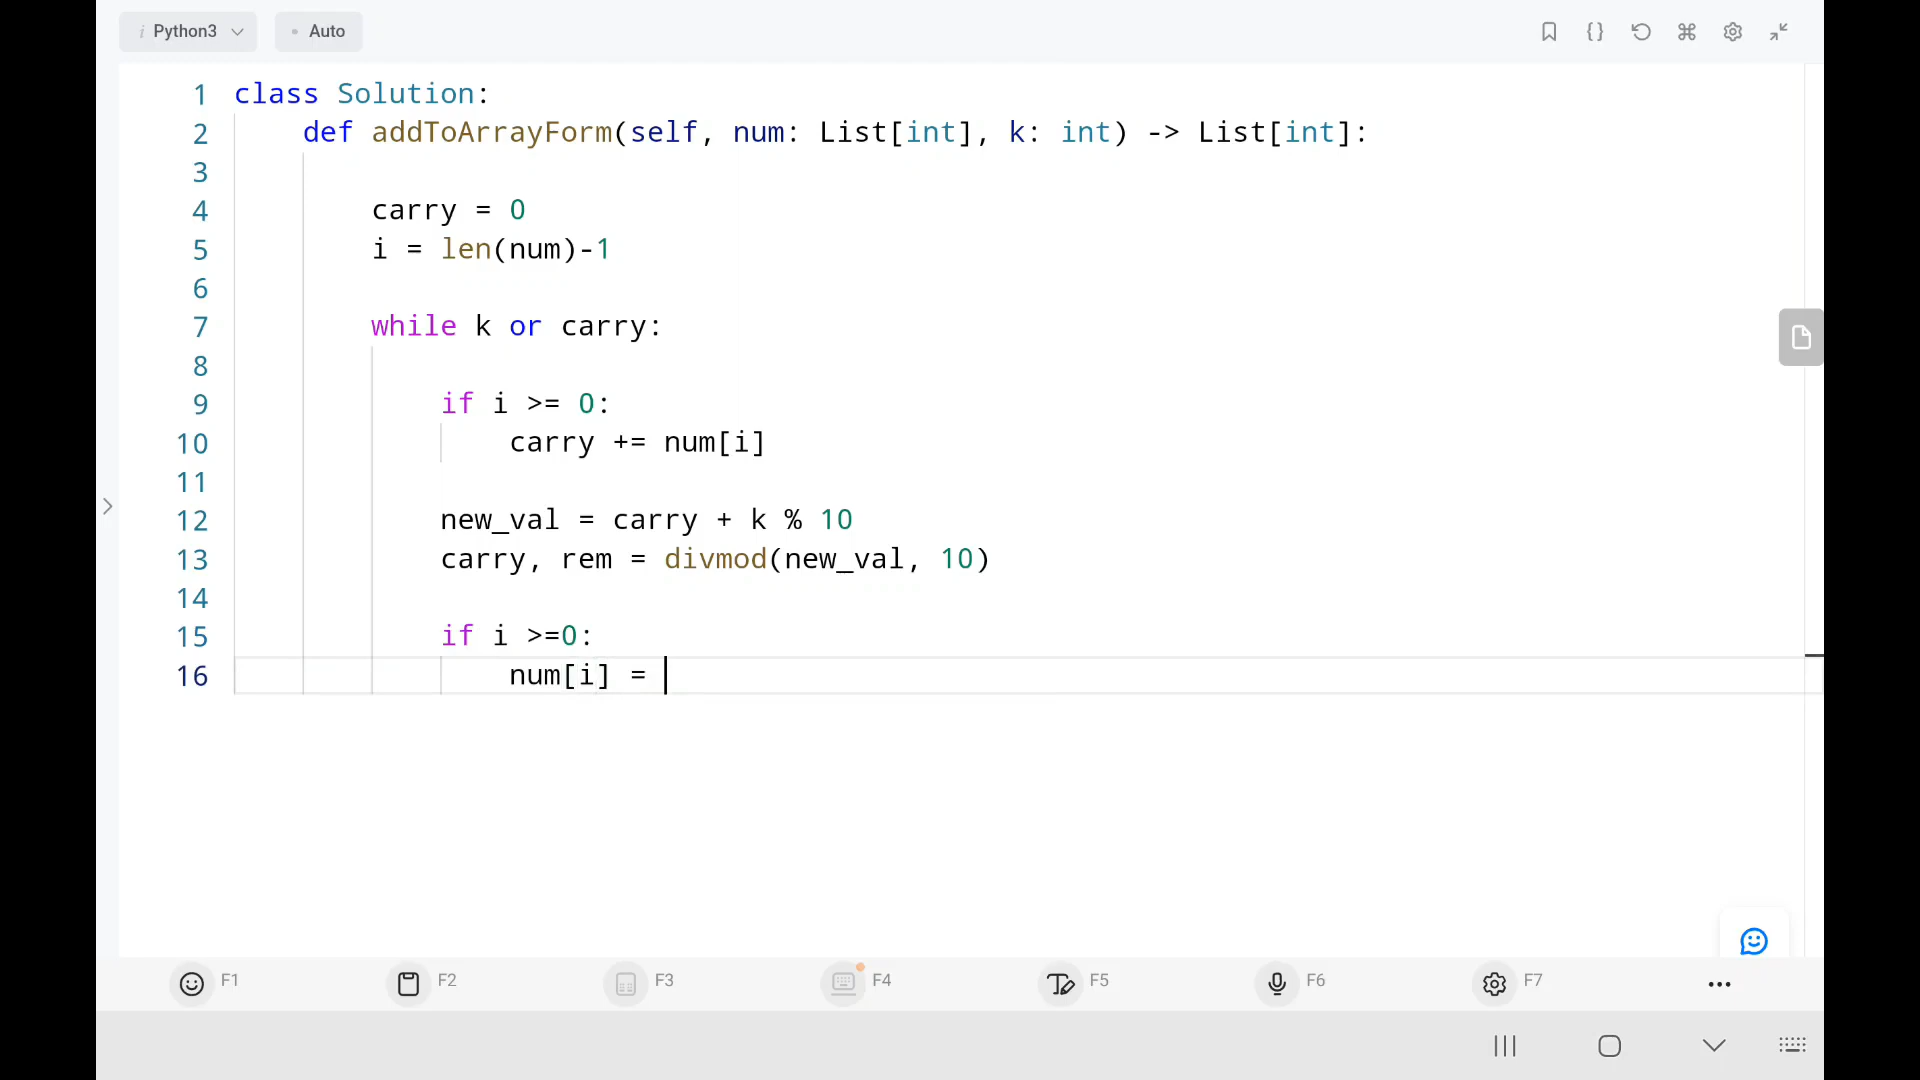 Python3
Auto
1 class Solution:
2 def addToArrayForm(self, num: List[int], k: int) -> List[int]:
3
4 carry = 0
5 i = len(num)-1
6
7 while k or carry:
8
9 if i >= 0:
10 carry += num[i]
11
12 new_val = carry + k % 10
13 carry, rem = divmod(new_val, 10)
14
15 if i >=0:
16 num[i] =
F1 F2 F3 F4 F5 F6 F7